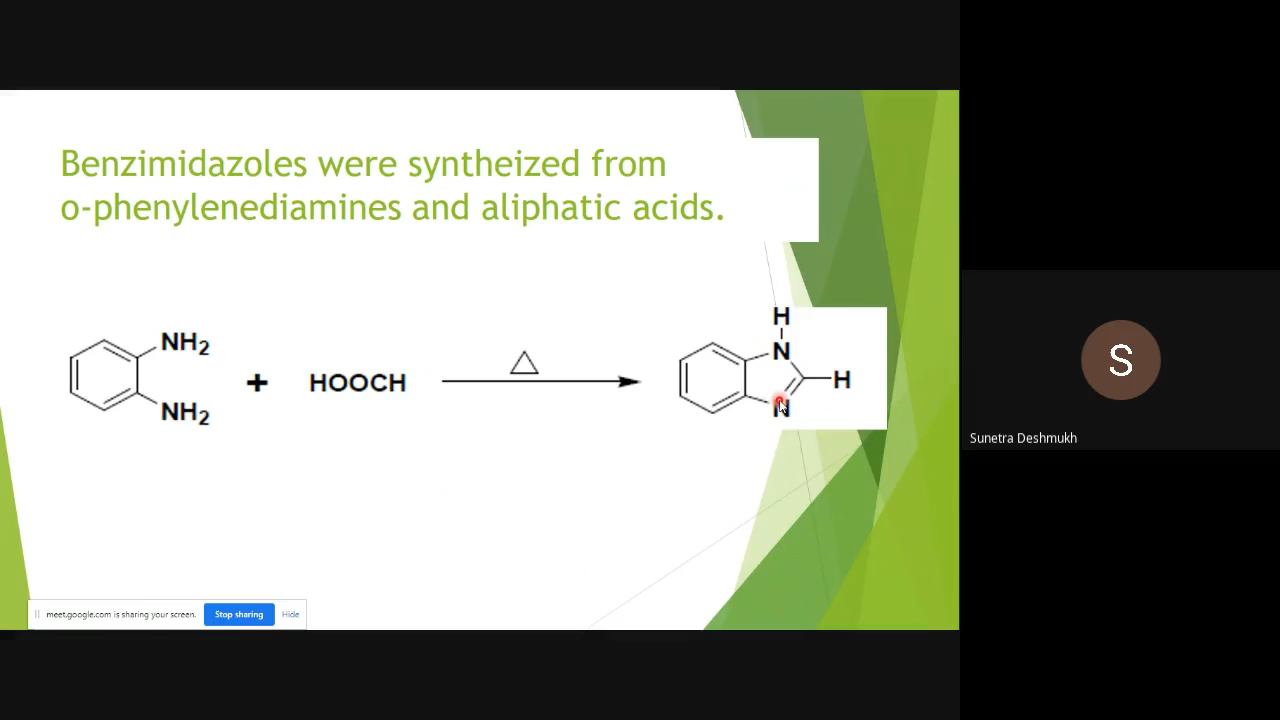 Benzimidazoles were syntheized from
o-phenylenediamines and aliphatic acids.
NH2
NH2
+
HOOCH
△
H
N
H
N
S
Sunetra Deshmukh
meet.google.com is sharing your screen. Stop sharing Hide